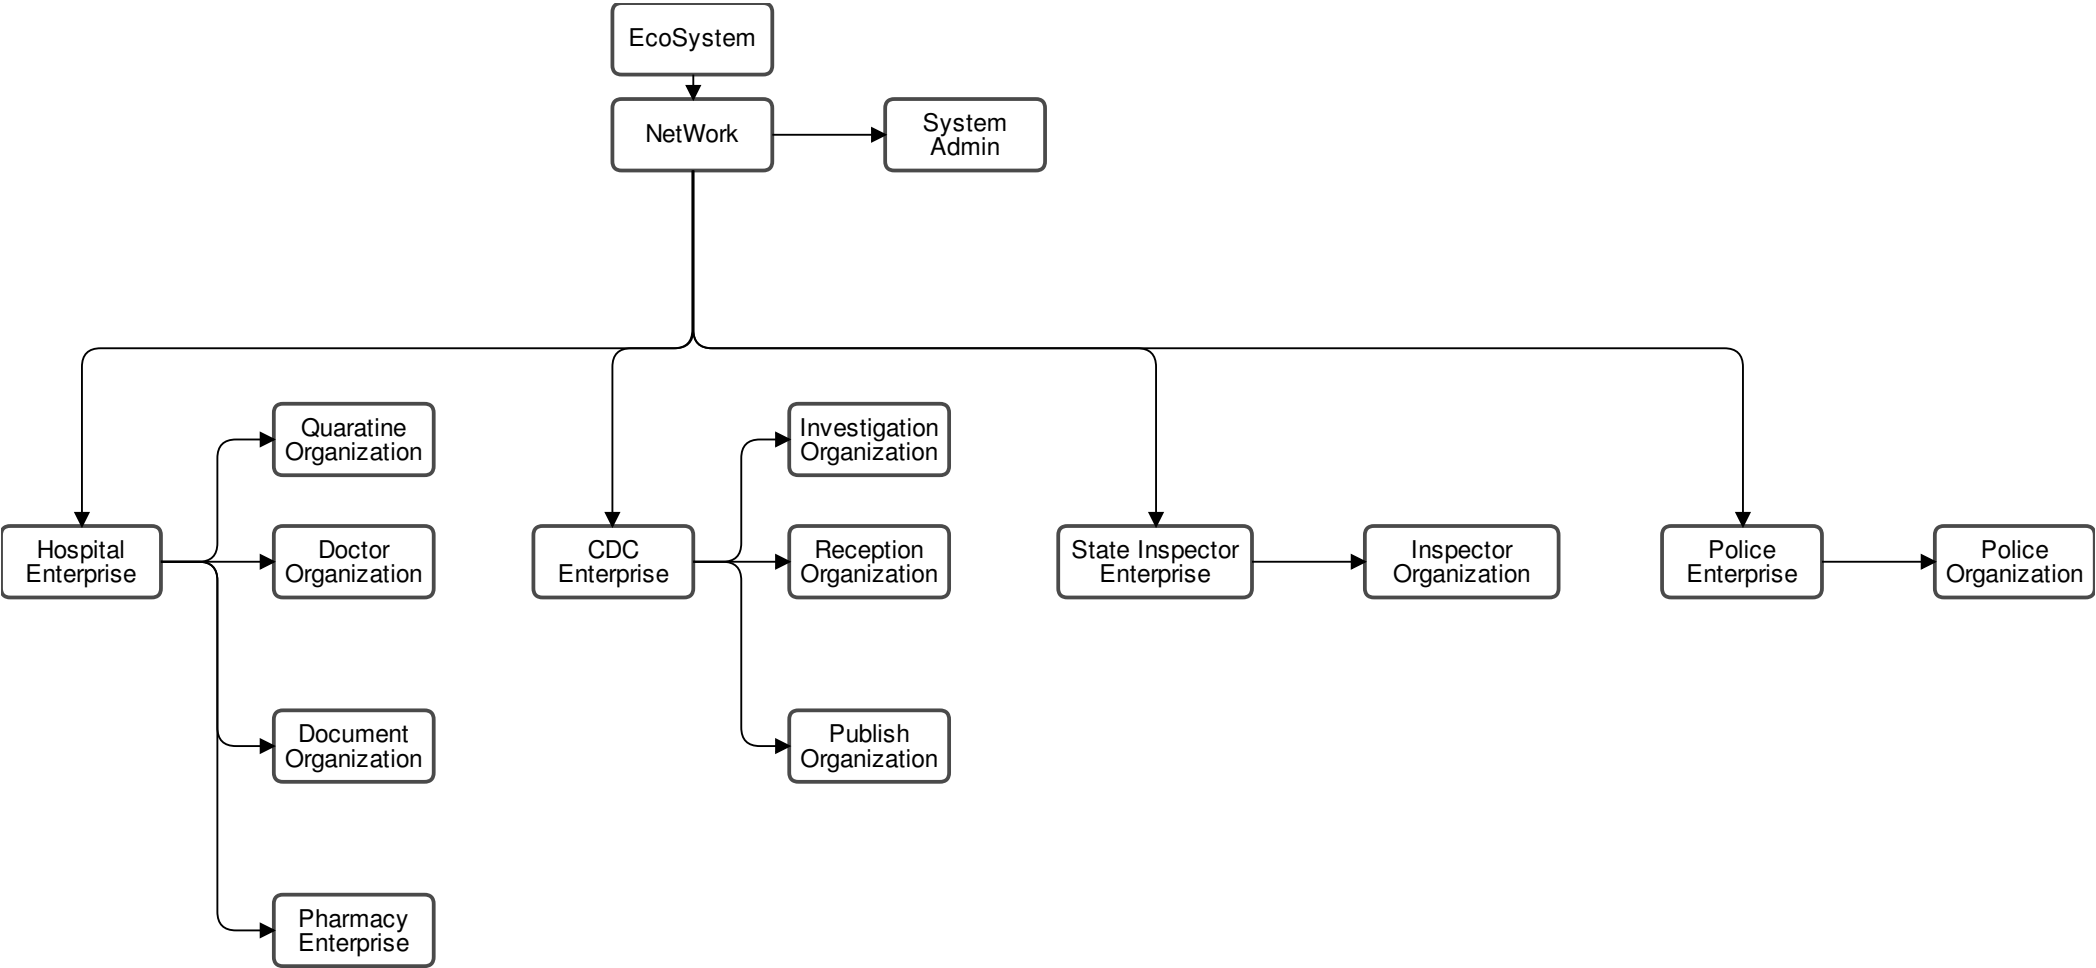 EcoSystem
NetWork
System
Admin
Quaratine
Organization
Investigation
Organization
Hospital
Enterprise
Doctor
Organization
CDC
Enterprise
Reception
Organization
State Inspector
Enterprise
Inspector
Organization
Police
Enterprise
Police
Organization
Document
Organization
Publish
Organization
Pharmacy
Enterprise